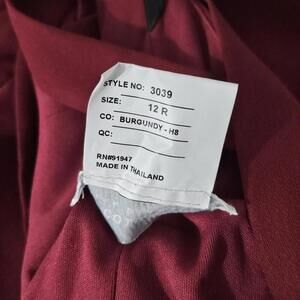 STYLE NO: 3039
SIZE: 12 R
CO: BURGUNDY - H8
QC:
RN#91947
MADE IN THAILAND